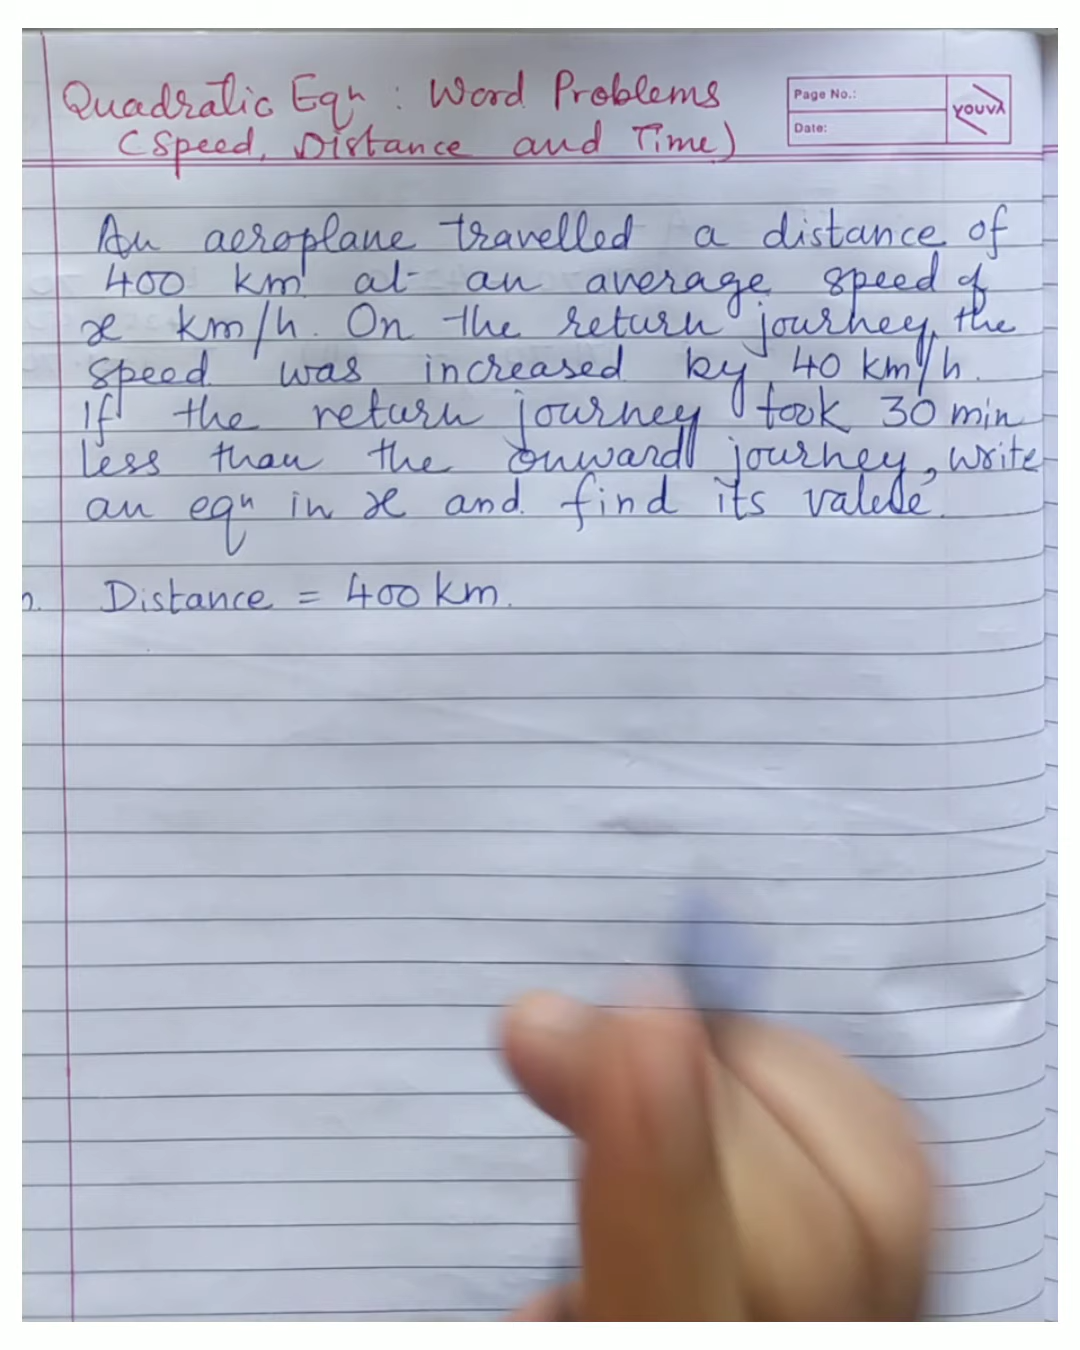 Quadratic Eqn : Word Problems
(Speed, Distance and Time)
Page No.:
Date:
YOUVA
An aeroplane travelled a distance of
400 km at an average speed of
x km/h. On the return journey, the
speed was increased by 40 km/h.
If the return journey took 30 min
less than the onward journey, write
an eqn in x and find its value.
n. Distance = 400 km.